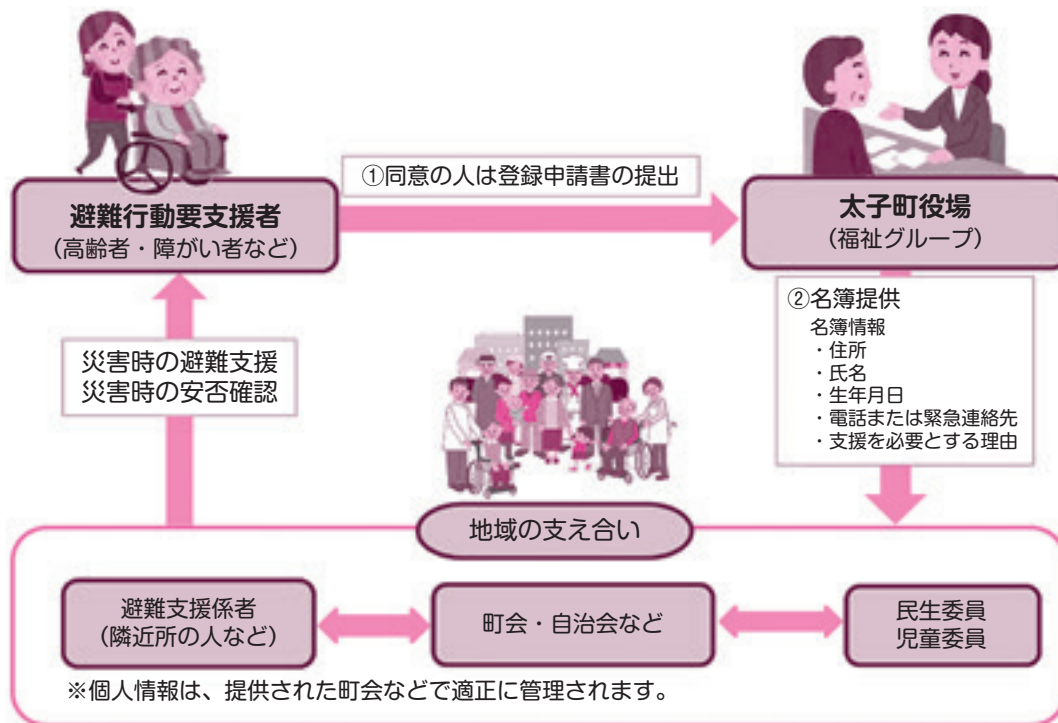 ①同意の人は登録申請書の提出
避難行動要支援者
（高齢者・障がい者など）
太子町役場
（福祉グループ）
②名簿提供
名簿情報
・住所
・氏名
・生年月日
・電話または緊急連絡先
・支援を必要とする理由
災害時の避難支援
災害時の安否確認
地域の支え合い
避難支援係者
（隣近所の人など）
町会・自治会など
民生委員
児童委員
※個人情報は、提供された町会などで適正に管理されます。